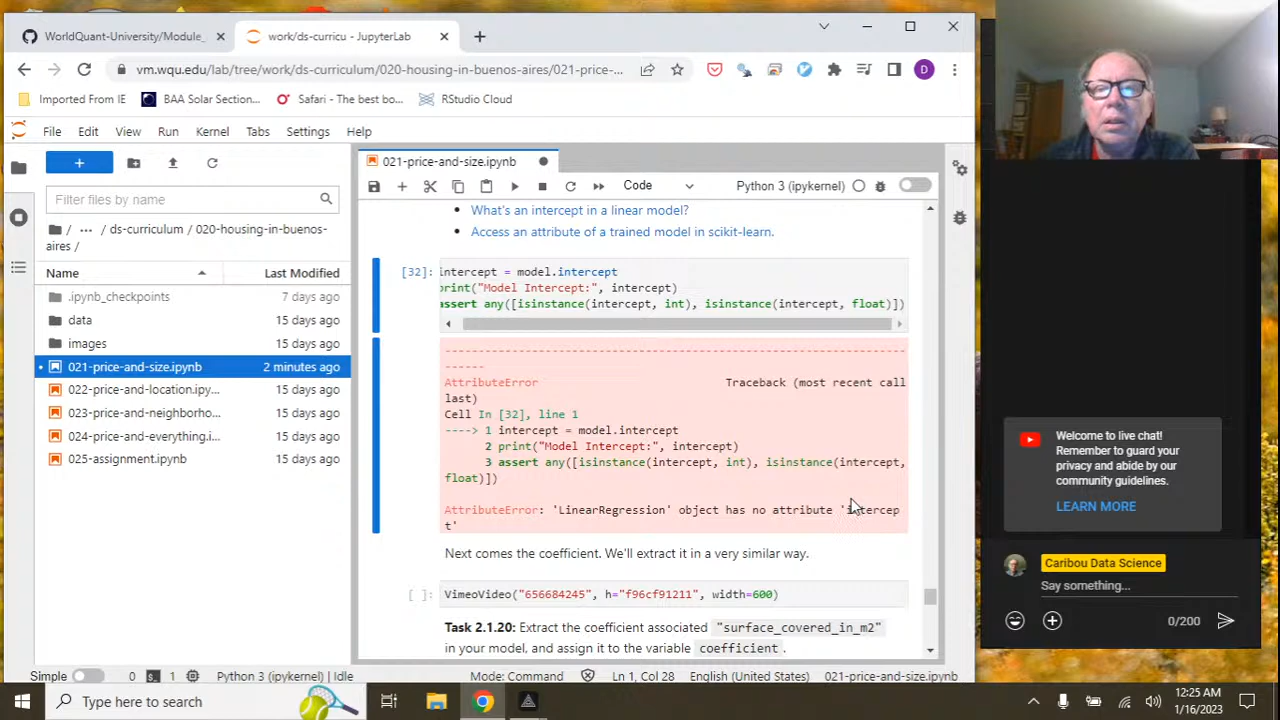 WorldQuant-University/Module_
work/ds-curricu - JupyterLab
vm.wqu.edu/lab/tree/work/ds-curriculum/020-housing-in-buenos-aires/021-price-...
D
Imported From IE
BAA Solar Section...
Safari - The best bo...
RStudio Cloud
File Edit View Run Kernel Tabs Settings Help
021-price-and-size.ipynb
Code
Python 3 (ipykernel)
Filter files by name
/ ... / ds-curriculum / 020-housing-in-buenos-
aires /
Name Last Modified
.ipynb_checkpoints 7 days ago
data 15 days ago
images 15 days ago
021-price-and-size.ipynb 2 minutes ago
022-price-and-location.ipy... 15 days ago
023-price-and-neighborho... 15 days ago
024-price-and-everything.i... 15 days ago
025-assignment.ipynb 15 days ago
What's an intercept in a linear model?
Access an attribute of a trained model in scikit-learn.
[32]: intercept = model.intercept
print("Model Intercept:", intercept)
assert any([isinstance(intercept, int), isinstance(intercept, float)])
---------------------------------------------------------------------
------
AttributeError Traceback (most recent call
last)
Cell In [32], line 1
----> 1 intercept = model.intercept
2 print("Model Intercept:", intercept)
3 assert any([isinstance(intercept, int), isinstance(intercept,
float)])
AttributeError: 'LinearRegression' object has no attribute 'intercep
t'
Next comes the coefficient. We'll extract it in a very similar way.
[ ]: VimeoVideo("656684245", h="f96cf91211", width=600)
Task 2.1.20: Extract the coefficient associated "surface_covered_in_m2"
in your model, and assign it to the variable coefficient.
Simple 0 1 Python 3 (ipykernel) | Idle Mode: Command Ln 1, Col 28 English (United States) 021-price-and-size.ipynb
Welcome to live chat!
Remember to guard your
privacy and abide by our
community guidelines.
LEARN MORE
Caribou Data Science
Say something...
0/200
Type here to search
12:25 AM
1/16/2023